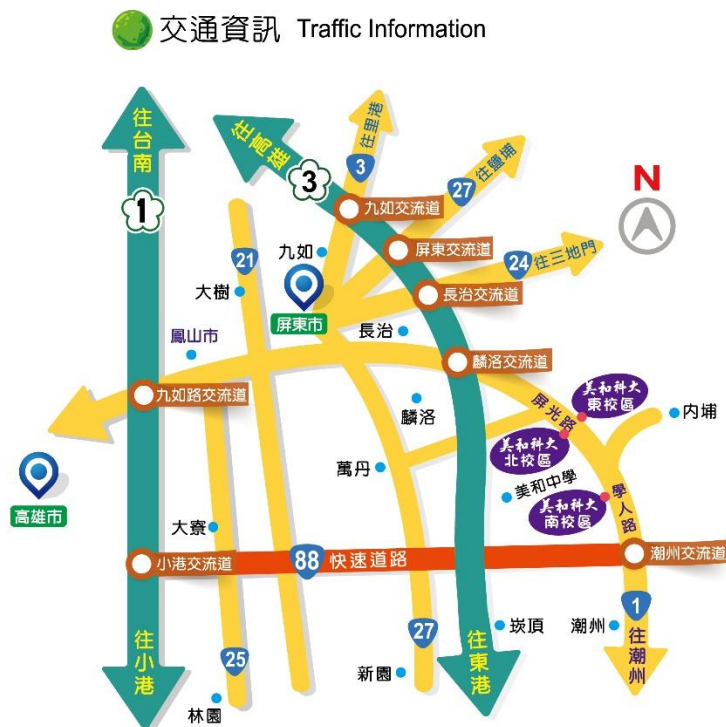 交通資訊 Traffic Information
往台南
往高雄
往里港
3
3
27
往鹽埔
N
1
九如交流道
21
九如
屏東交流道
24
往三地門
大樹
長治交流道
屏東市
鳳山市
長治
麟洛交流道
九如路交流道
麟洛
屏光路
美和科大
東校區
內埔
美和科大
北校區
萬丹
美和中學
高雄市
美和科大
南校區
學人路
大寮
小港交流道
88
快速道路
潮州交流道
往小港
25
27
往東港
崁頂
潮州
1
往潮州
新園
林園